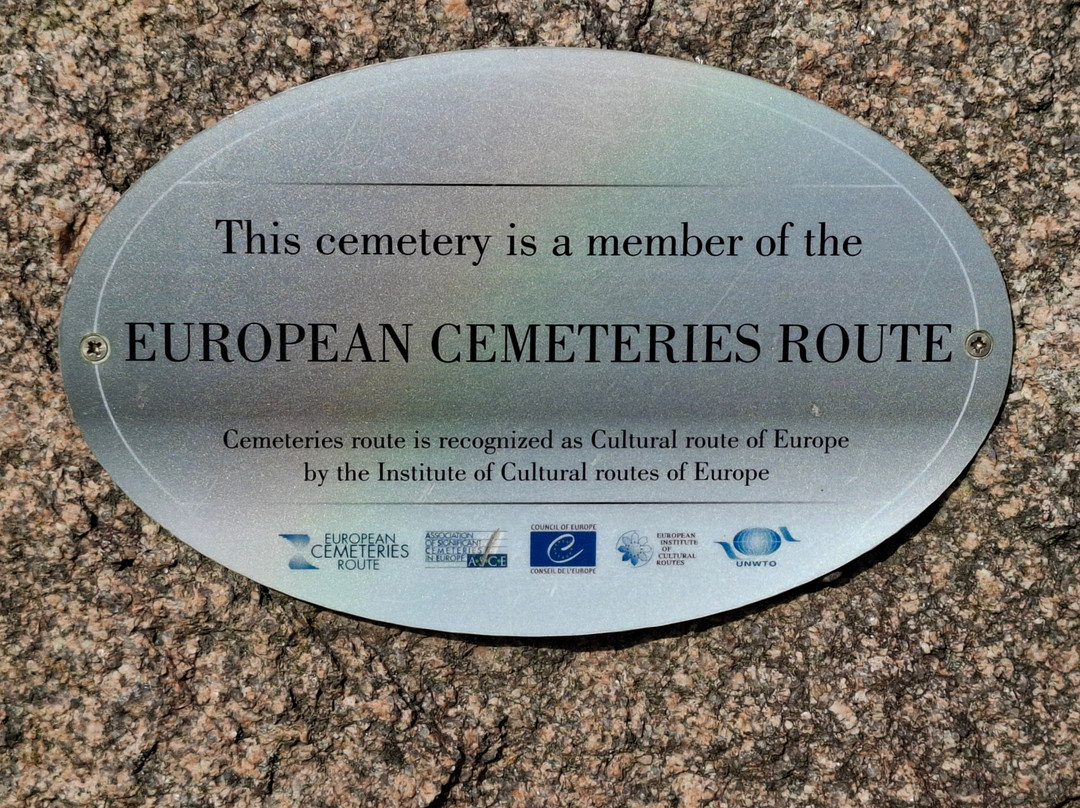 This cemetery is a member of the
EUROPEAN CEMETERIES ROUTE
Cemeteries route is recognized as Cultural route of Europe
by the Institute of Cultural routes of Europe
EUROPEAN
CEMETERIES
ROUTE
ASSOCIATION
OF SIGNIFICANT
CEMETERIES
IN EUROPE
A·S·C·E
COUNCIL OF EUROPE
CONSEIL DE L'EUROPE
EUROPEAN
INSTITUTE
OF
CULTURAL
ROUTES
UNWTO